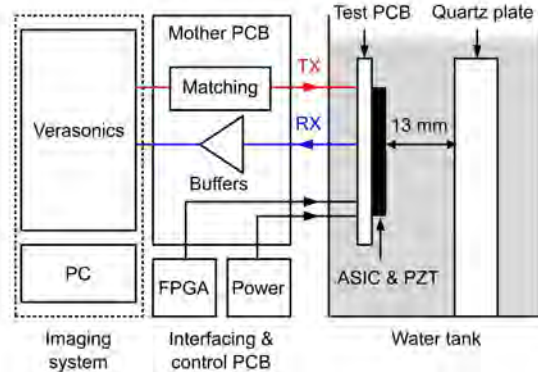 Mother PCB
Test PCB
Quartz plate
Verasonics
Matching
TX
RX
13 mm
Buffers
PC
FPGA
Power
ASIC & PZT
Imaging
system
Interfacing &
control PCB
Water tank